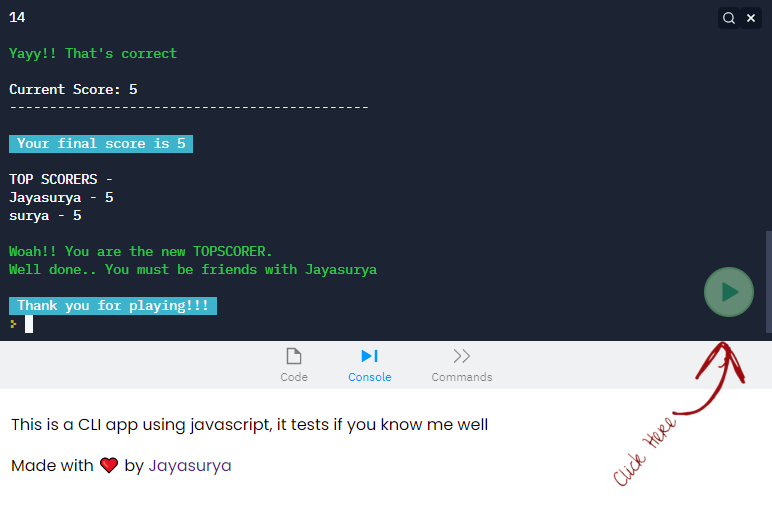 14
Yayy!! That's correct
Current Score: 5
---------------------------------------------
Your final score is 5
TOP SCORERS -
Jayasurya - 5
surya - 5
Woah!! You are the new TOPSCORER.
Well done.. You must be friends with Jayasurya
Thank you for playing!!!
Code
Console
Commands
This is a CLI app using javascript, it tests if you know me well
Made with ❤️ by Jayasurya
Click Here